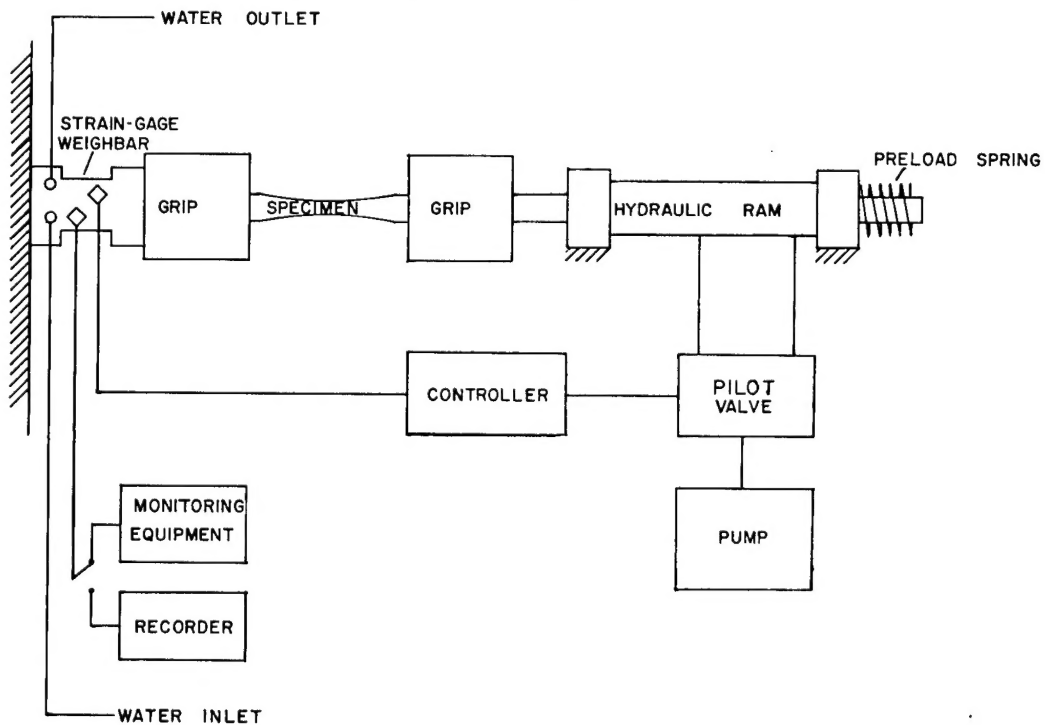 WATER OUTLET
STRAIN-GAGE
WEIGHBAR
PRELOAD SPRING
GRIP
SPECIMEN
GRIP
HYDRAULIC RAM
CONTROLLER
PILOT
VALVE
MONITORING
EQUIPMENT
PUMP
RECORDER
WATER INLET